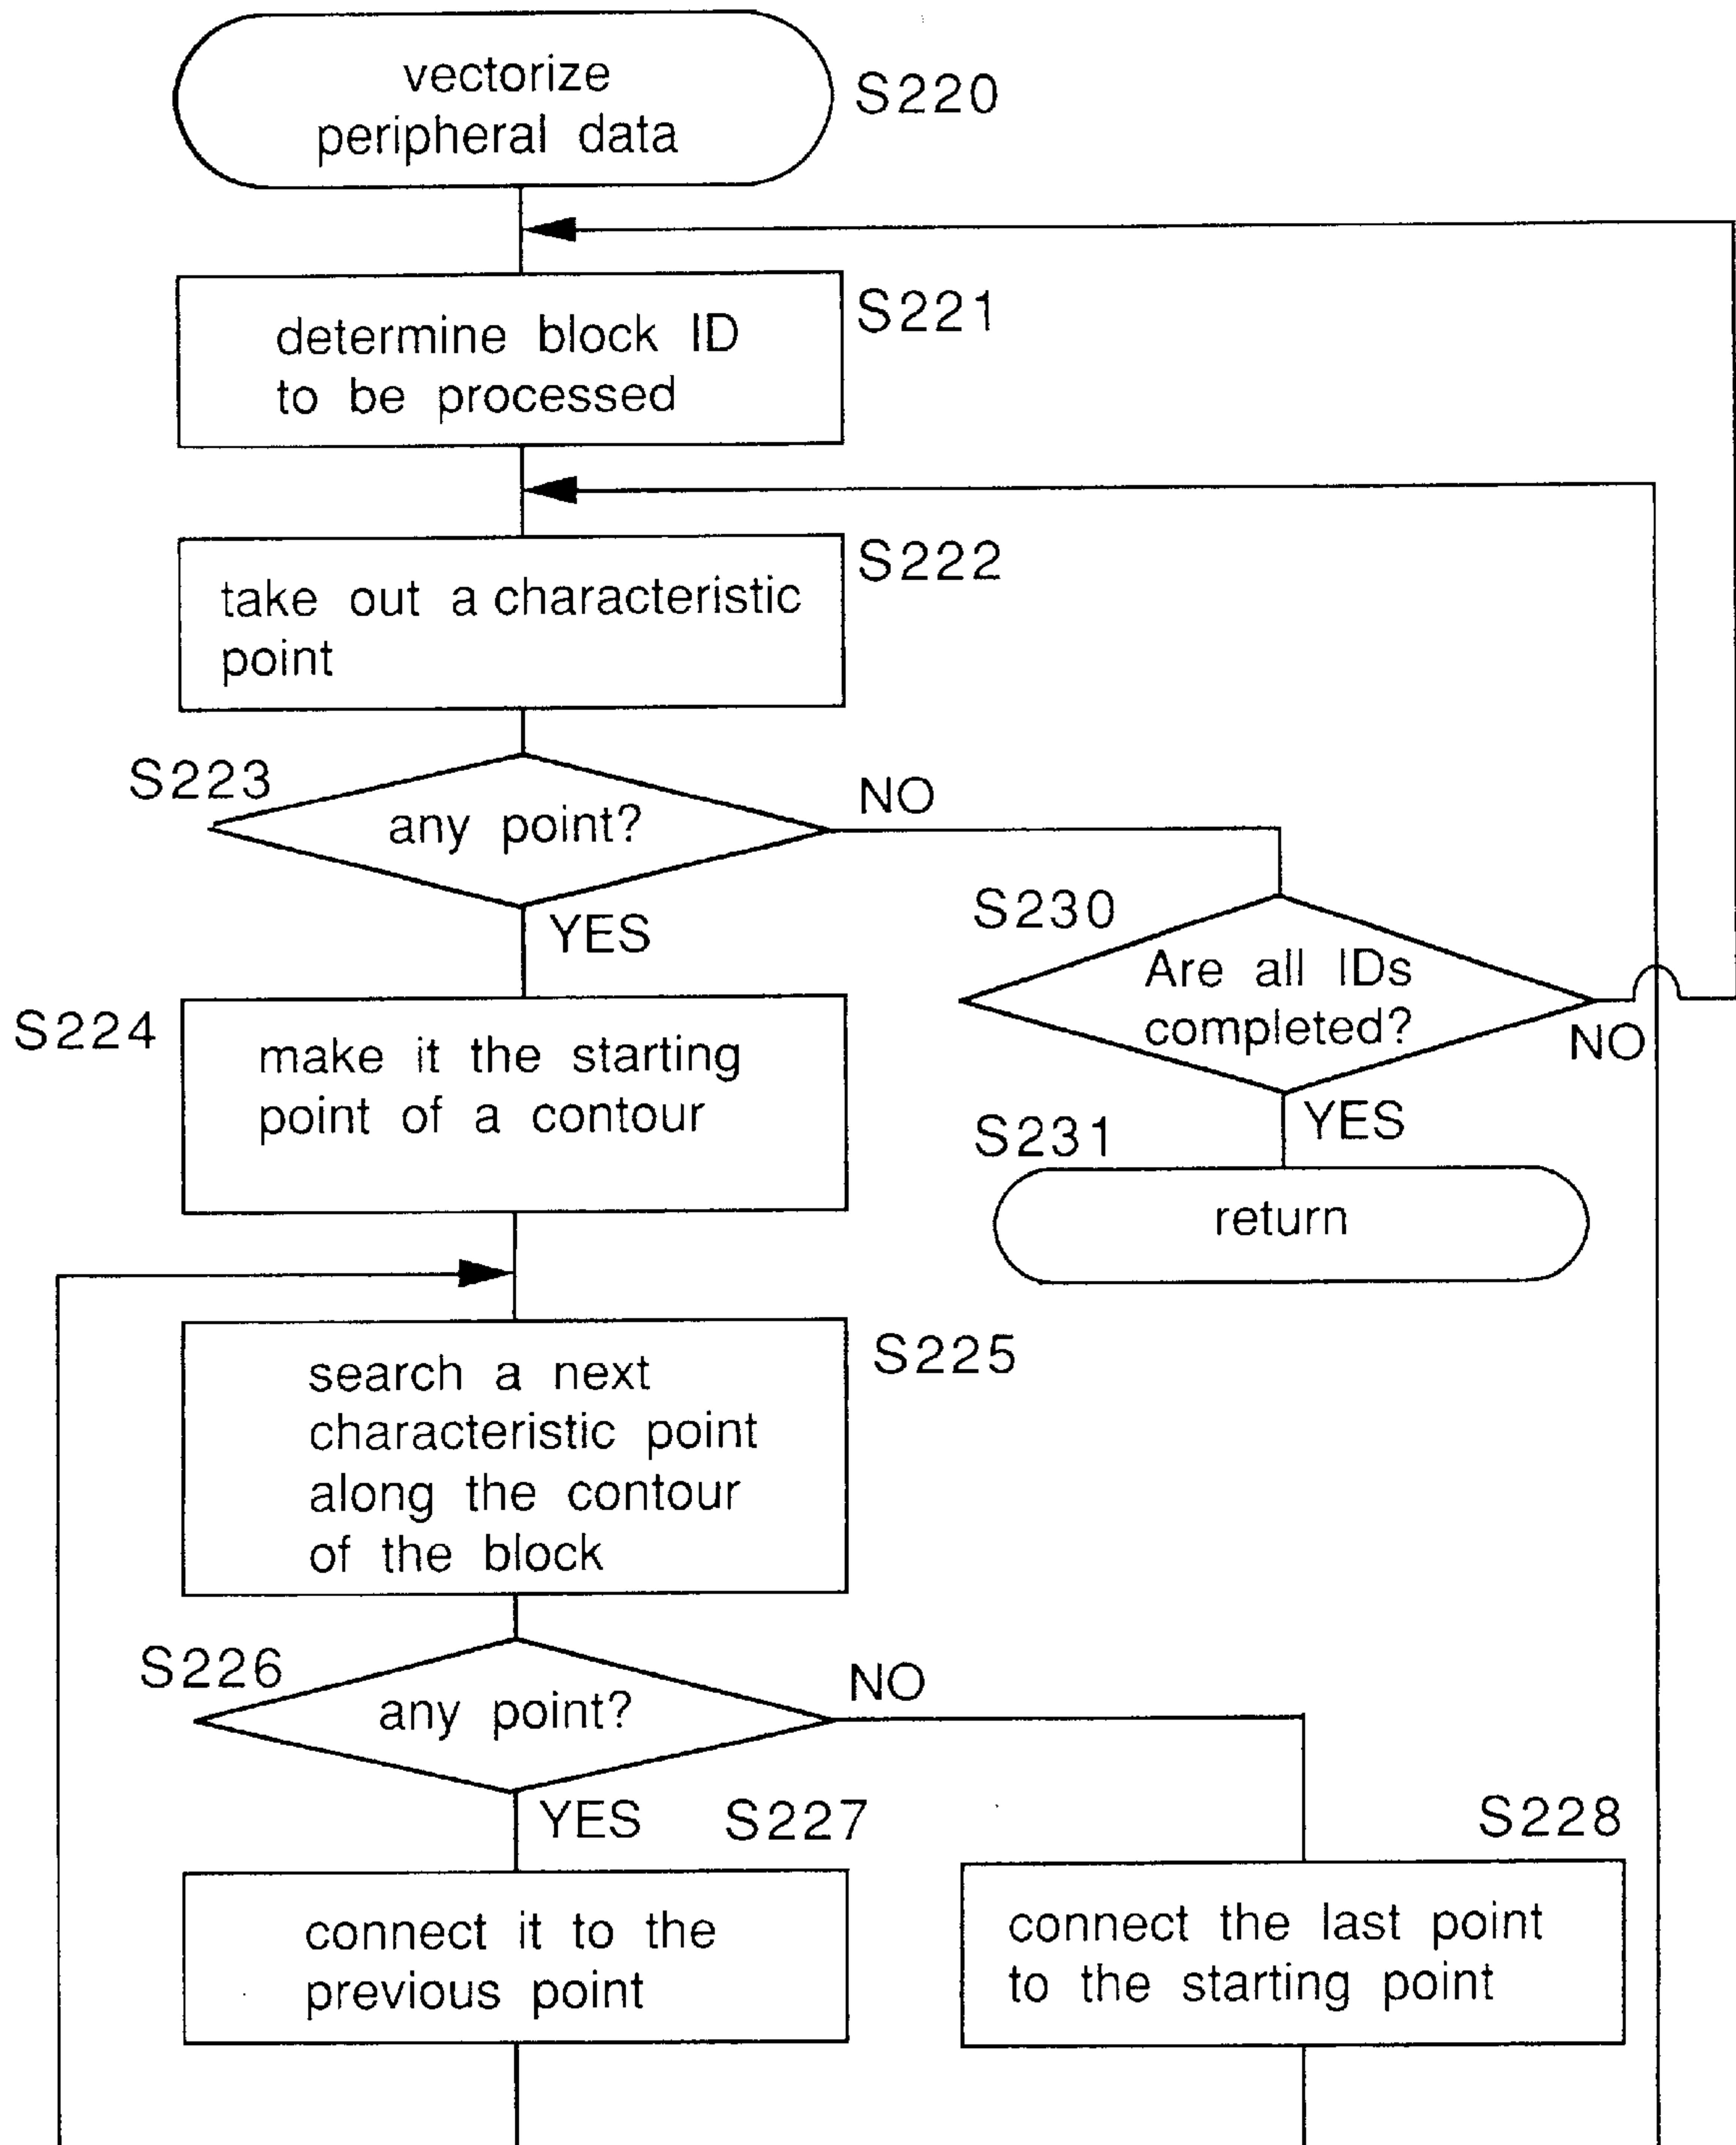 vectorize
peripheral data
S220
determine block ID
to be processed
S221
take out a characteristic
point
S222
S223
any point?
NO
YES
S230
Are all IDs
completed?
NO
YES
S224
make it the starting
point of a contour
S231
return
search a next
characteristic point
along the contour
of the block
S225
S226
any point?
NO
YES
S227
S228
connect it to the
previous point
connect the last point
to the starting point